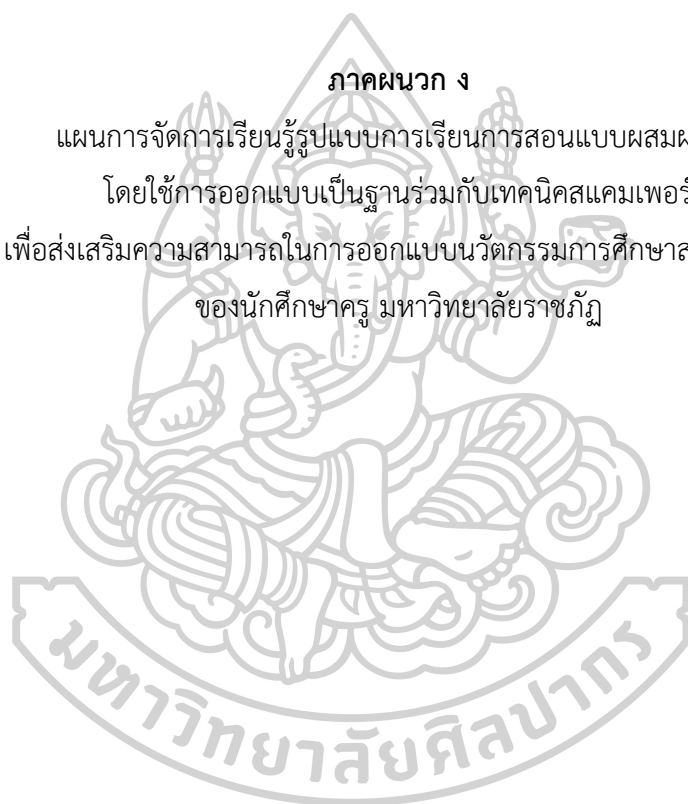 ภาคผนวก ง
แผนการจัดการเรียนรู้รูปแบบการเรียนการสอนแบบผสม
โดยใช้การออกแบบเป็นฐานร่วมกับเทคนิคสแคมเพอร์
เพื่อส่งเสริมความสามารถในการออกแบบนวัตกรรมการศึกษา
ของนักศึกษาครู มหาวิทยาลัยราชภัฏ
มหาวิทยาลัยศิลปากร